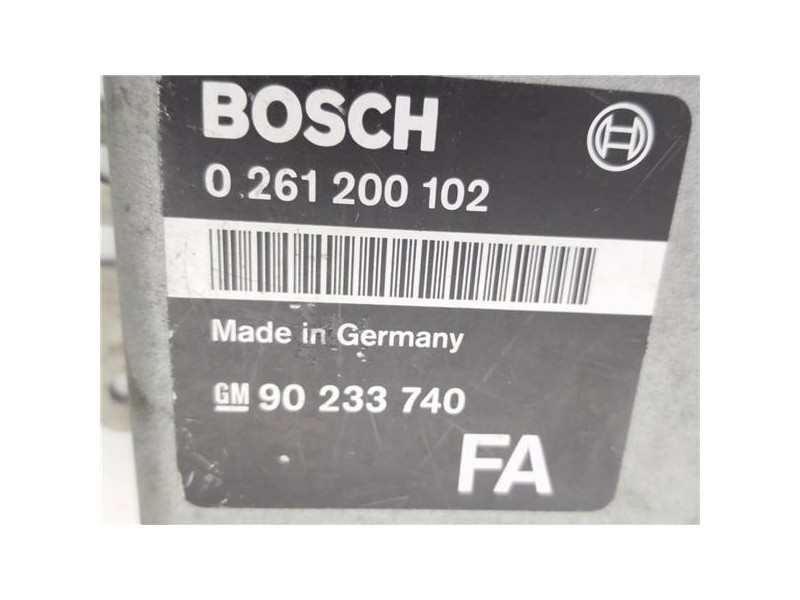 BOSCH
0 261 200 102
Made in Germany
GM 90 233 740
FA